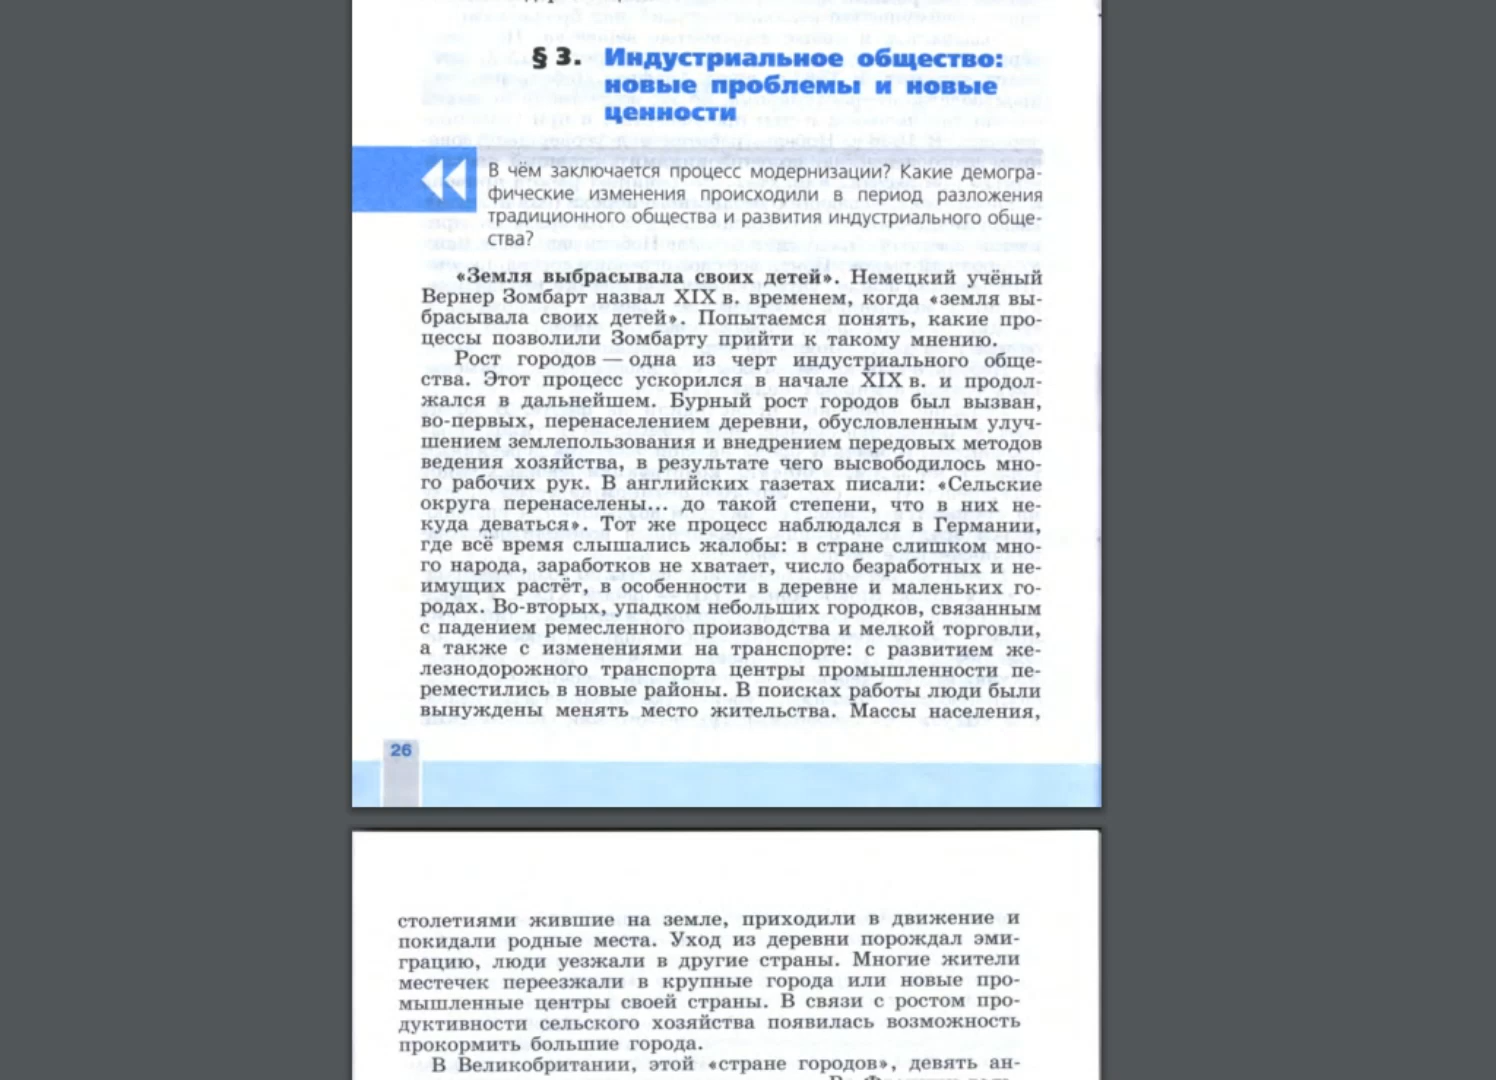 § 3. Индустриальное общество:
новые проблемы и новые
ценности
В чём заключается процесс модернизации? Какие демогра-
фические изменения происходили в период разложения
традиционного общества и развития индустриального обще-
ства?
«Земля выбрасывала своих детей». Немецкий учёный
Вернер Зомбарт назвал XIX в. временем, когда «земля вы-
брасывала своих детей». Попытаемся понять, какие про-
цессы позволили Зомбарту прийти к такому мнению.
Рост городов — одна из черт индустриального обще-
ства. Этот процесс ускорился в начале XIX в. и продол-
жался в дальнейшем. Бурный рост городов был вызван,
во-первых, перенаселением деревни, обусловленным улуч-
шением землепользования и внедрением передовых методов
ведения хозяйства, в результате чего высвободилось мно-
го рабочих рук. В английских газетах писали: «Сельские
округа перенаселены... до такой степени, что в них не-
куда деваться». Тот же процесс наблюдался в Германии,
где всё время слышались жалобы: в стране слишком мно-
го народа, заработков не хватает, число безработных и не-
имущих растёт, в особенности в деревне и маленьких го-
родах. Во-вторых, упадком небольших городков, связанным
с падением ремесленного производства и мелкой торговли,
а также с изменениями на транспорте: с развитием же-
лезнодорожного транспорта центры промышленности пе-
реместились в новые районы. В поисках работы люди были
вынуждены менять место жительства. Массы населения,
26
столетиями жившие на земле, приходили в движение и
покидали родные места. Уход из деревни порождал эми-
грацию, люди уезжали в другие страны. Многие жители
местечек переезжали в крупные города или новые про-
мышленные центры своей страны. В связи с ростом про-
дуктивности сельского хозяйства появилась возможность
прокормить большие города.
В Великобритании, этой «стране городов», девять ан-